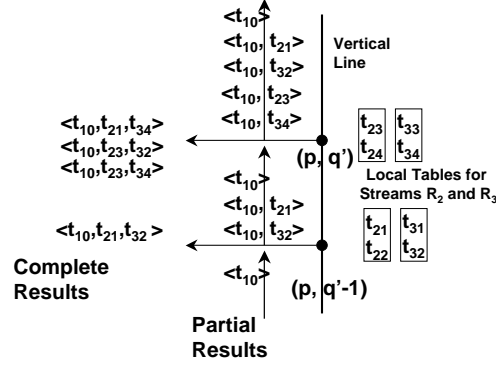 <t10>
<t10, t21>
<t10, t32>
<t10, t23>
<t10, t34>
Vertical
Line
<t10,t21,t34>
<t10,t23,t32>
<t10,t23,t34>
(p, q')
t23 t33
t24 t34
Local Tables for
Streams R2 and R3
<t10>
<t10, t21>
<t10, t32>
<t10,t21,t32>
t21 t31
t22 t32
Complete
Results
<t10>
(p, q'-1)
Partial
Results